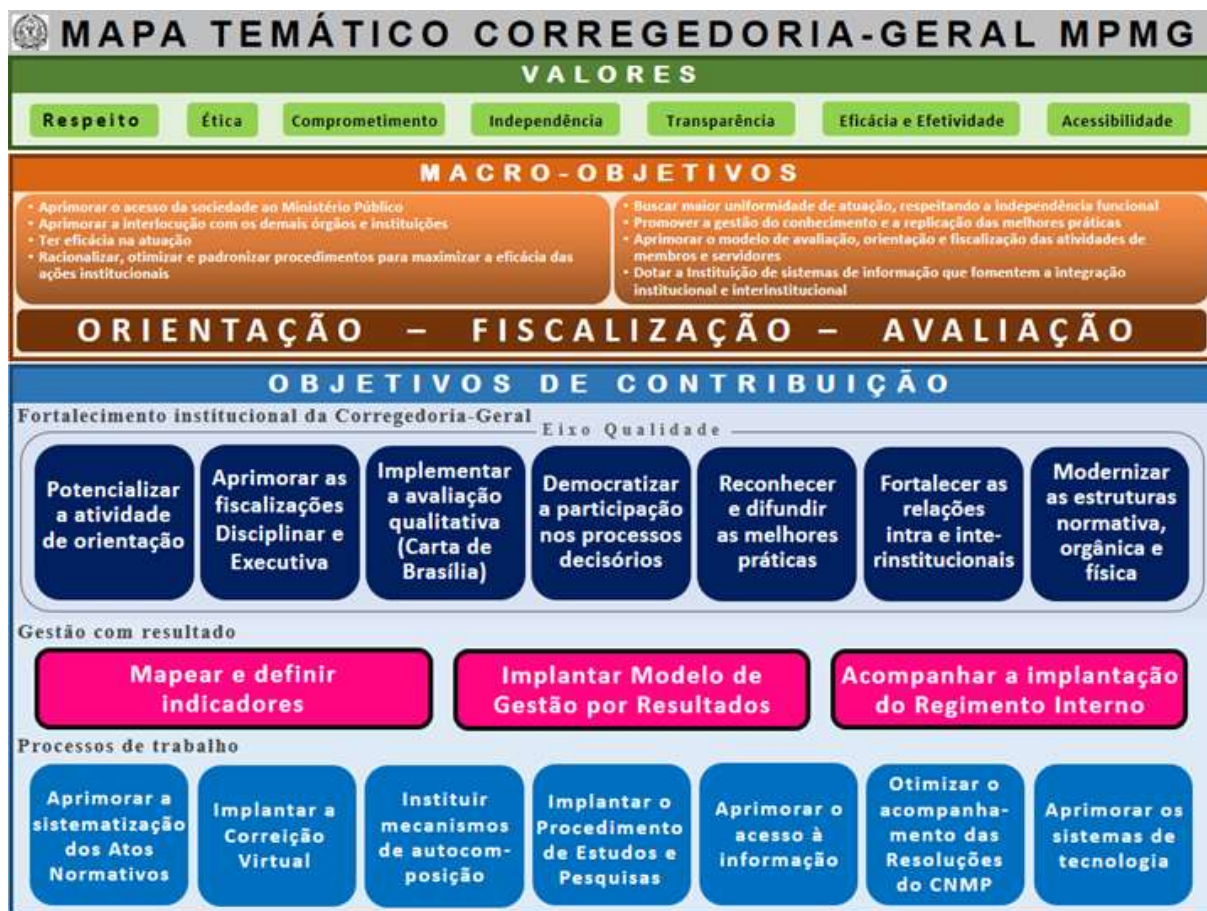 MAPA TEMÁTICO CORREGEDORIA-GERAL MPMG
VALORES
Respeito
Ética
Comprometimento
Independência
Transparência
Eficácia e Efetividade
Acessibilidade
MACRO-OBJETIVOS
• Aprimorar o acesso da sociedade ao Ministério Público
• Aprimorar a interlocução com os demais órgãos e instituições
• Ter eficácia na atuação
• Racionalizar, otimizar e padronizar procedimentos para maximizar a eficácia das
ações institucionais
• Buscar maior uniformidade de atuação, respeitando a independência funcional
• Promover a gestão do conhecimento e a replicação das melhores práticas
• Aprimorar o modelo de avaliação, orientação e fiscalização das atividades de
membros e servidores
• Dotar a Instituição de sistemas de informação que fomentem a integração
institucional e interinstitucional
ORIENTAÇÃO – FISCALIZAÇÃO – AVALIAÇÃO
OBJETIVOS DE CONTRIBUIÇÃO
Fortalecimento institucional da Corregedoria-Geral
Eixo Qualidade
Potencializar
a atividade
de orientação
Aprimorar as
fiscalizações
Disciplinar e
Executiva
Implementar
a avaliação
qualitativa
(Carta de
Brasília)
Democratizar
a participação
nos processos
decisórios
Reconhecer
e difundir
as melhores
práticas
Fortalecer as
relações
intra e inte-
rinstitucionais
Modernizar
as estruturas
normativa,
orgânica e
física
Gestão com resultado
Mapear e definir
indicadores
Implantar Modelo de
Gestão por Resultados
Acompanhar a implantação
do Regimento Interno
Processos de trabalho
Aprimorar a
sistematização
dos Atos
Normativos
Implantar a
Correição
Virtual
Instituir
mecanismos
de autocom-
posição
Implantar o
Procedimento
de Estudos e
Pesquisas
Aprimorar o
acesso à
informação
Otimizar o
acompanha-
mento das
Resoluções
do CNMP
Aprimorar os
sistemas de
tecnologia